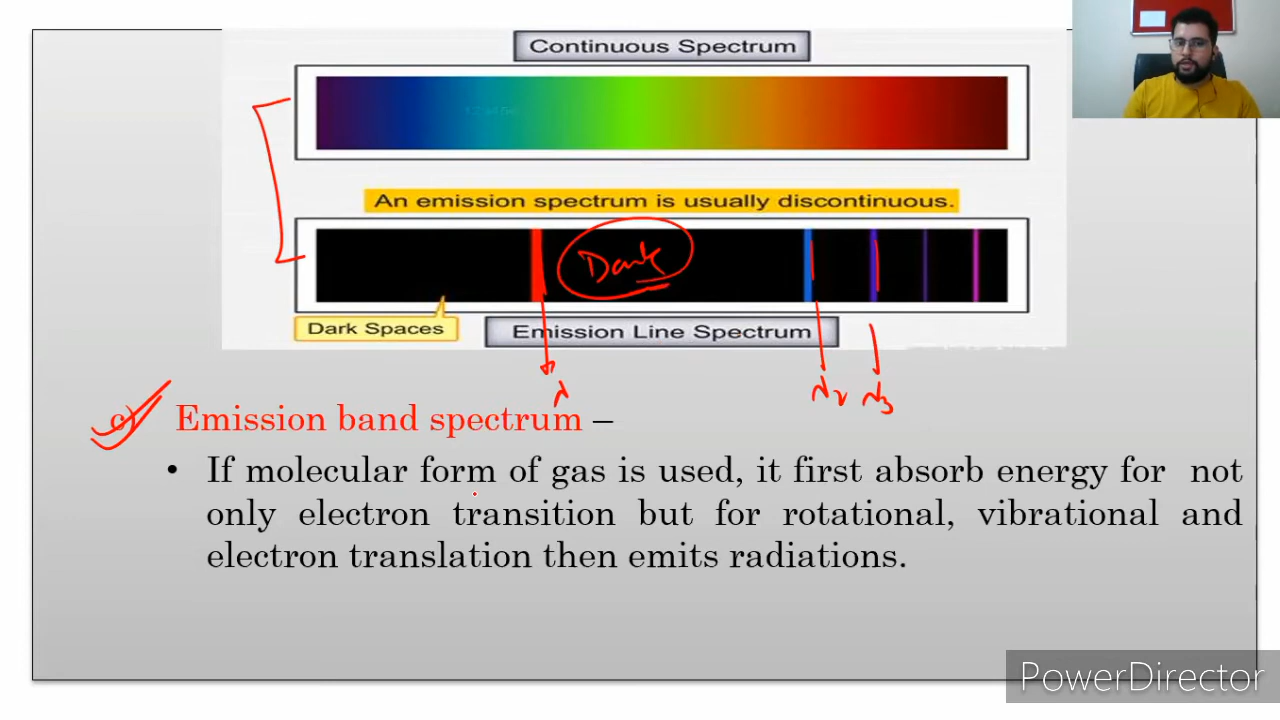 Continuous Spectrum
An emission spectrum is usually discontinuous.
Dark
Dark Spaces
Emission Line Spectrum
λ
λ2
λ3
c) Emission band spectrum –
• If molecular form of gas is used, it first absorb energy for not
only electron transition but for rotational, vibrational and
electron translation then emits radiations.
PowerDirector